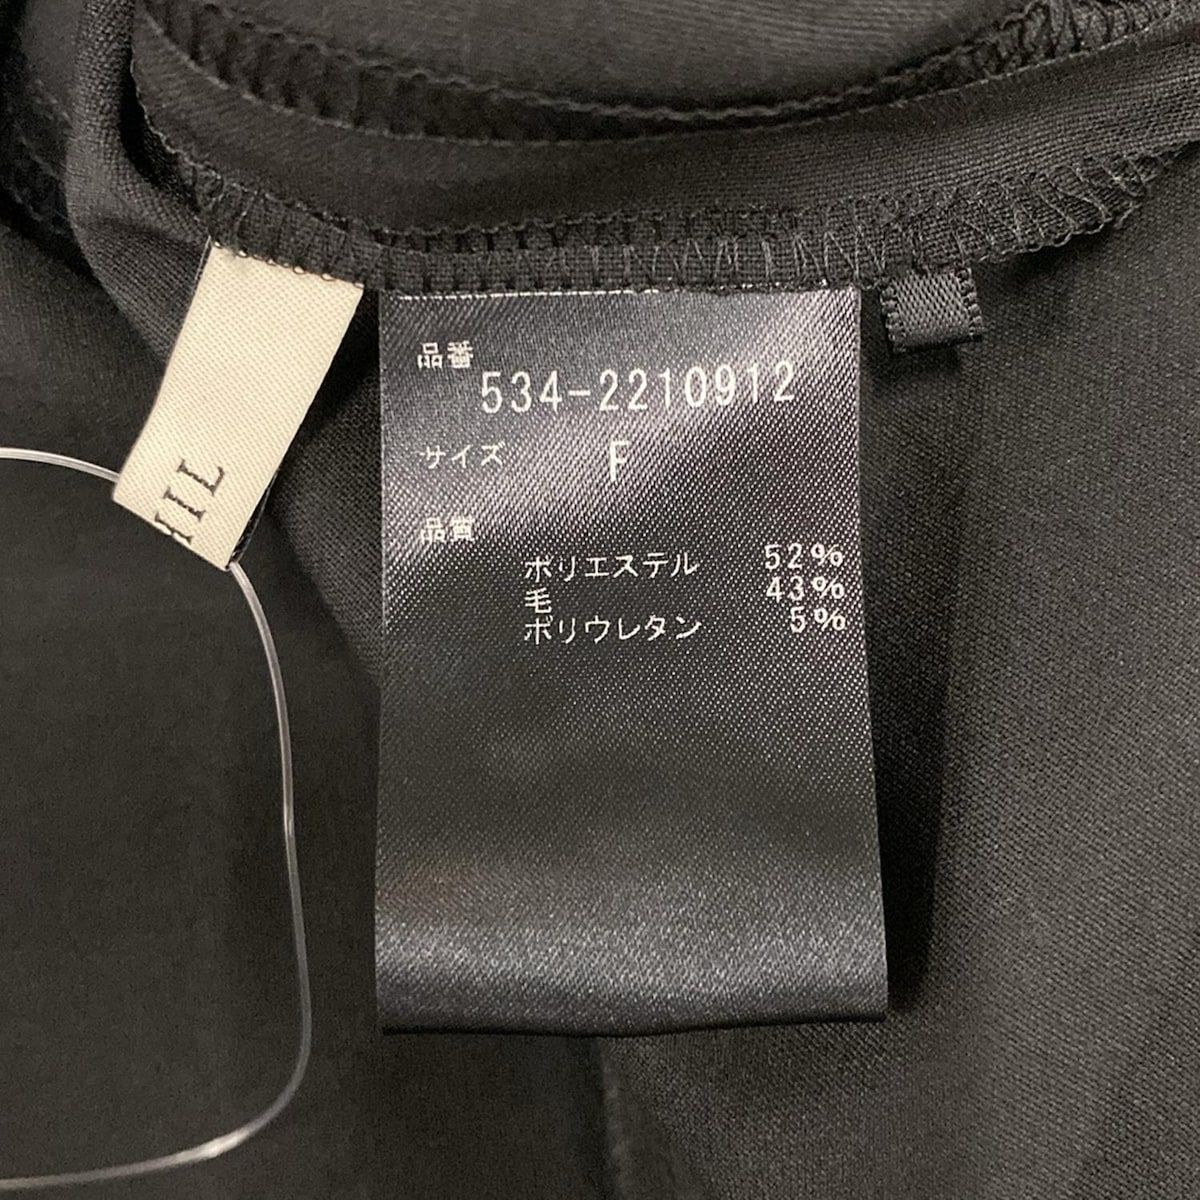 品番
534-2210912
サイズ F
品質
ポリエステル 52%
毛 43%
ポリウレタン 5%